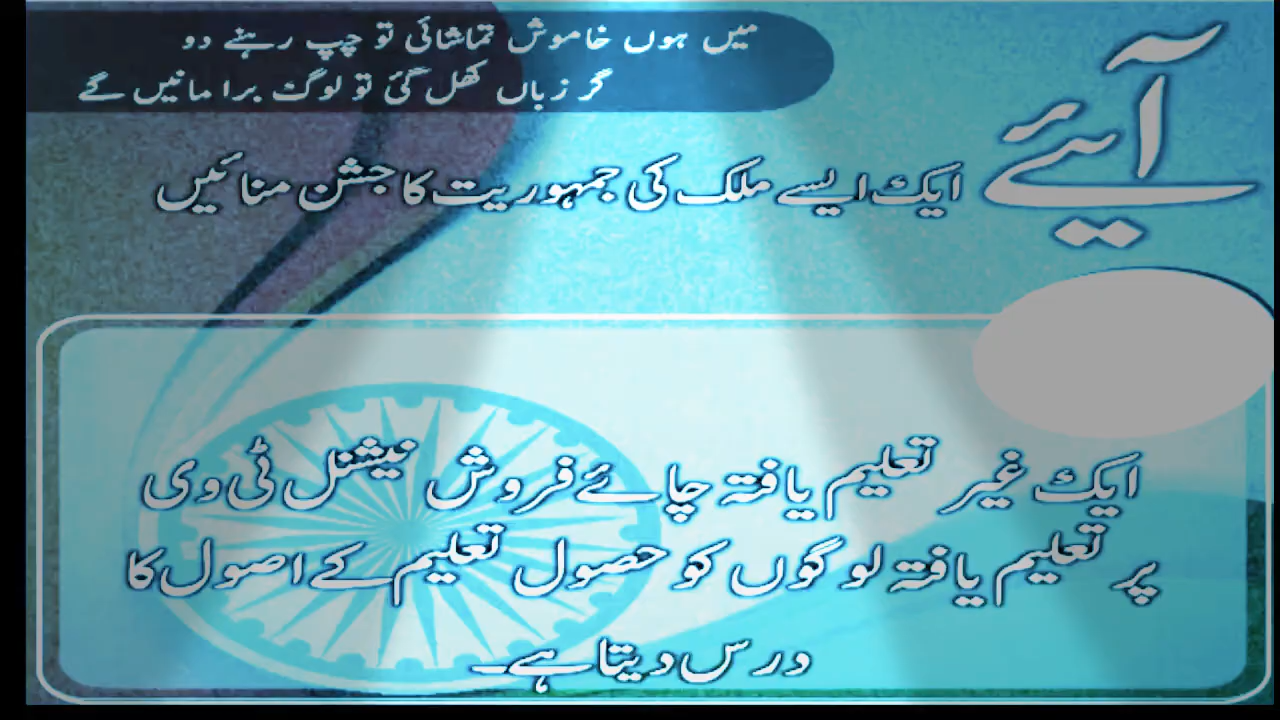 میں ہوں خاموش تماشائی تو چپ رہنے دو
گر زباں کھل گئی تو لوگ برا مانیں گے
آیئے
ایک ایسے ملک کی جمہوریت کا جشن منائیں
ایک غیر تعلیم یافتہ چائے فروش نیشنل ٹی وی
پر تعلیم یافتہ لوگوں کو حصول تعلیم کے اصول کا
درس دیتا ہے۔